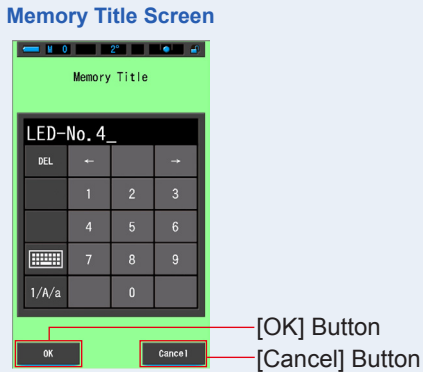 Memory Title Screen
M 0 2°
Memory Title
LED-No.4_
DEL ← →
1 2 3
4 5 6
7 8 9
1/A/a 0
OK Cancel
[OK] Button
[Cancel] Button